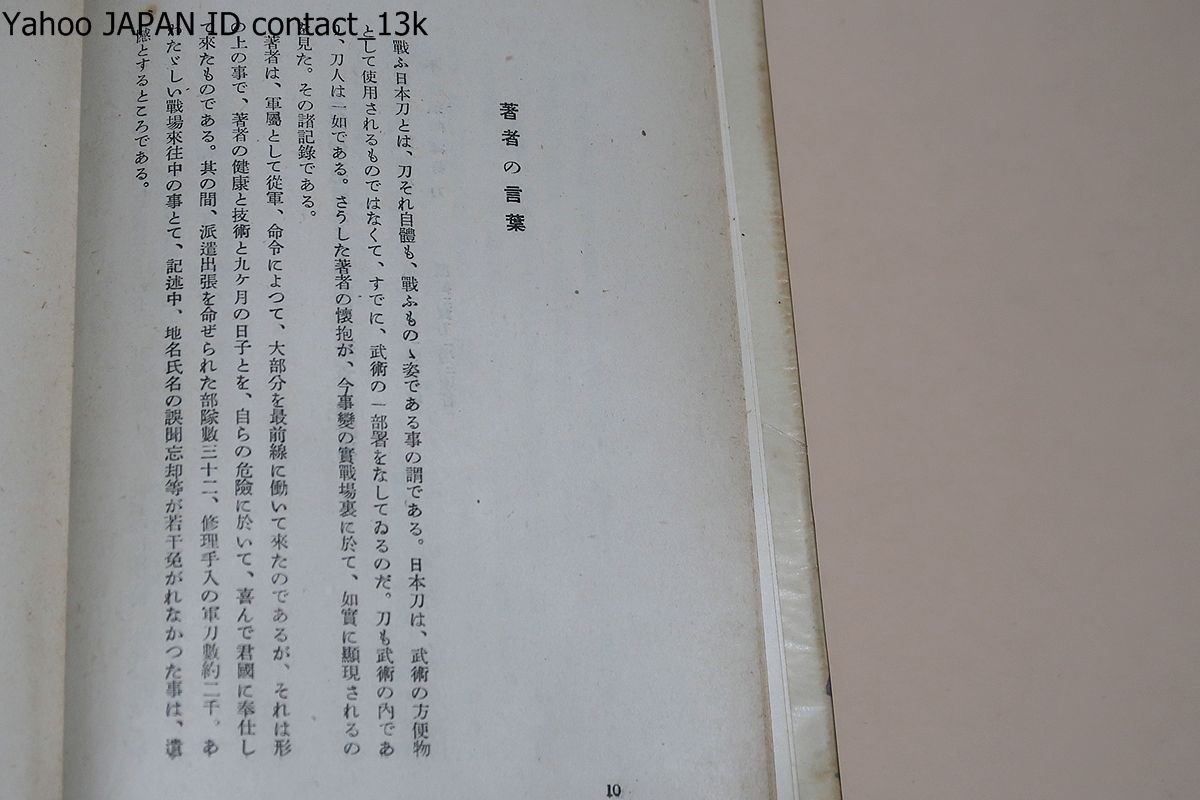 Yahoo JAPAN ID contact_13k
著者の言葉
戰ふ日本刀とは、刀それ自體も、戰ふものゝ姿である事の謂である。日本刀は、武術の方便物
として使用されるものではなくて、すでに、武術の一部署をなしてゐるのだ。刀も武術の內であ
、刀人は一如である。さうした著者の懷抱が、今事變の實戰場裏に於て、如實に顯現されるの
を見た。その諸記錄である。
著者は、軍屬として從軍、命令によつて、大部分を最前線に働いて來たのであるが、それは形
の上の事で、著者の健康と技術と九ケ月の日子とを、自らの危險に於いて、喜んで君國に奉仕し
て來たものである。其の間、派遣出張を命ぜられた部隊數三十二、修理手入の軍刀數約二千。あ
わたゞしい戰場來往中の事とて、記述中、地名氏名の誤聞忘却等が若干免がれなかつた事は、遺
憾とするところである。
10